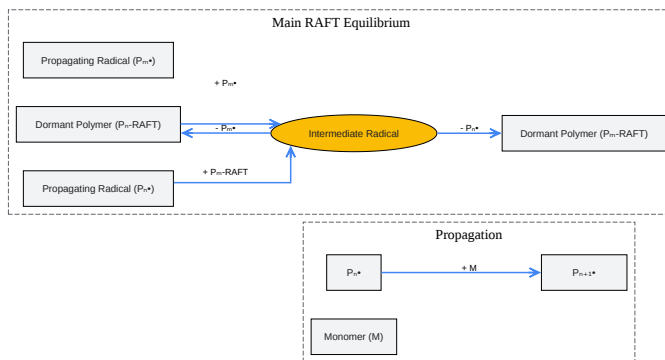 Main RAFT Equilibrium
Propagating Radical (Pₘ•)
+ Pₘ•
Dormant Polymer (Pₙ-RAFT)
- Pₘ•
Intermediate Radical
- Pₙ•
Dormant Polymer (Pₘ-RAFT)
+ Pₘ-RAFT
Propagating Radical (Pₙ•)
Propagation
Pₙ•
+ M
Pₙ₊₁•
Monomer (M)